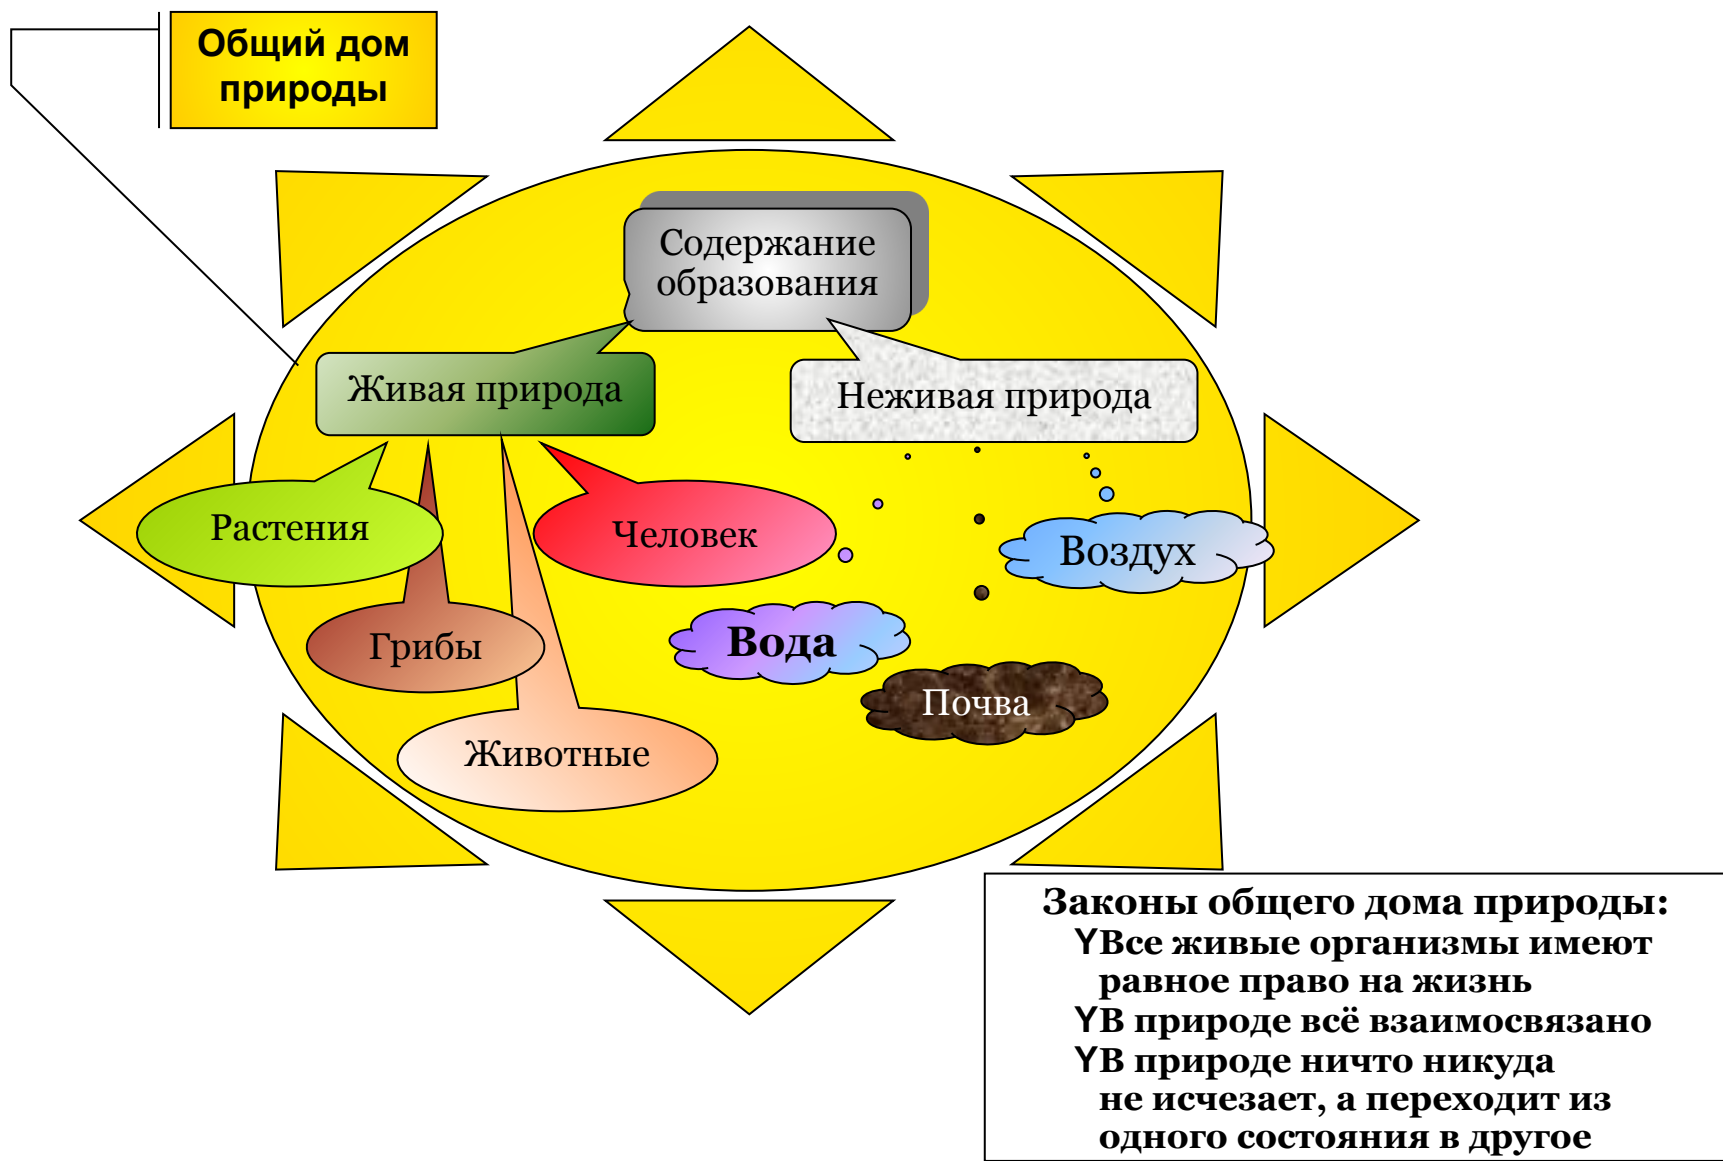 Общий дом
природы
Содержание
образования
Живая природа
Неживая природа
Растения
Человек
Воздух
Грибы
Вода
Почва
Животные
Законы общего дома природы:
ΥВсе живые организмы имеют
равное право на жизнь
ΥВ природе всё взаимосвязано
ΥВ природе ничто никуда
не исчезает, а переходит из
одного состояния в другое